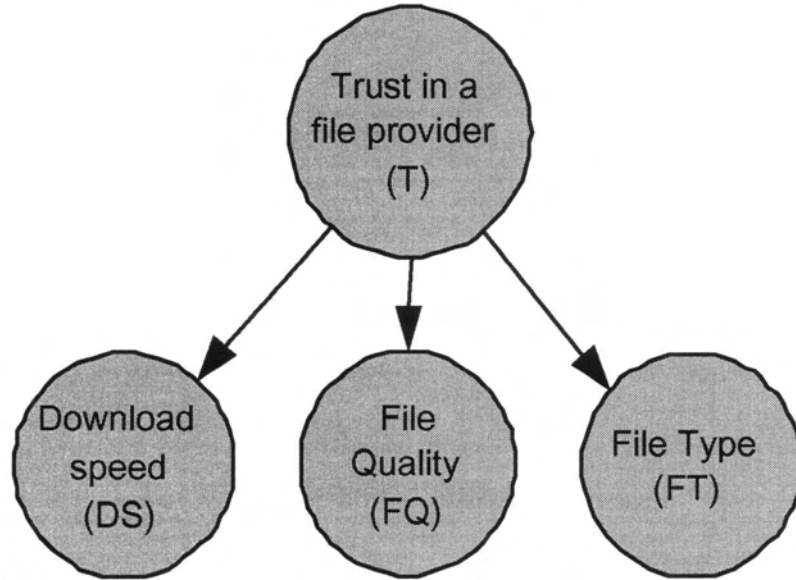 Trust in a
file provider
(T)
Download
speed
(DS)
File
Quality
(FQ)
File Type
(FT)